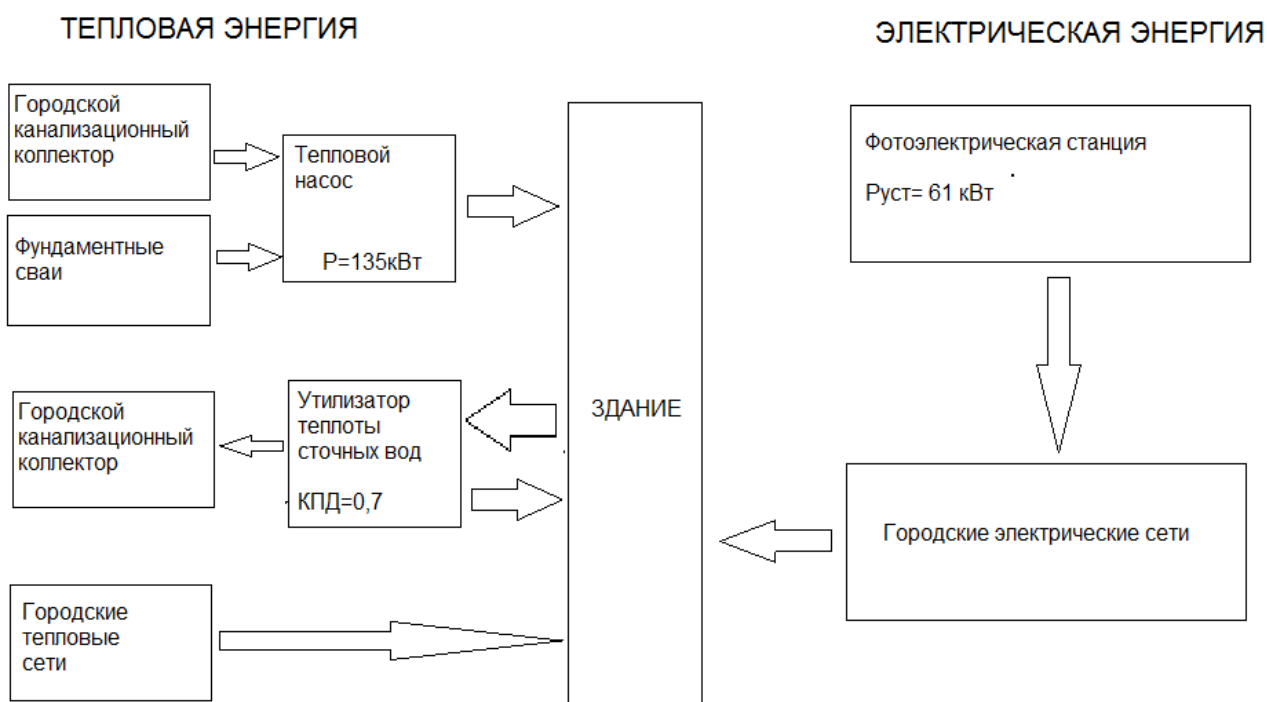 ТЕПЛОВАЯ ЭНЕРГИЯ
ЭЛЕКТРИЧЕСКАЯ ЭНЕРГИЯ
Городской
канализационный
коллектор
Тепловой
насос
P=135кВт
Фундаментные
сваи
Городской
канализационный
коллектор
Утилизатор
теплоты
сточных вод
КПД=0,7
Городские
тепловые
сети
ЗДАНИЕ
Фотоэлектрическая станция
Руст= 61 кВт
Городские электрические сети